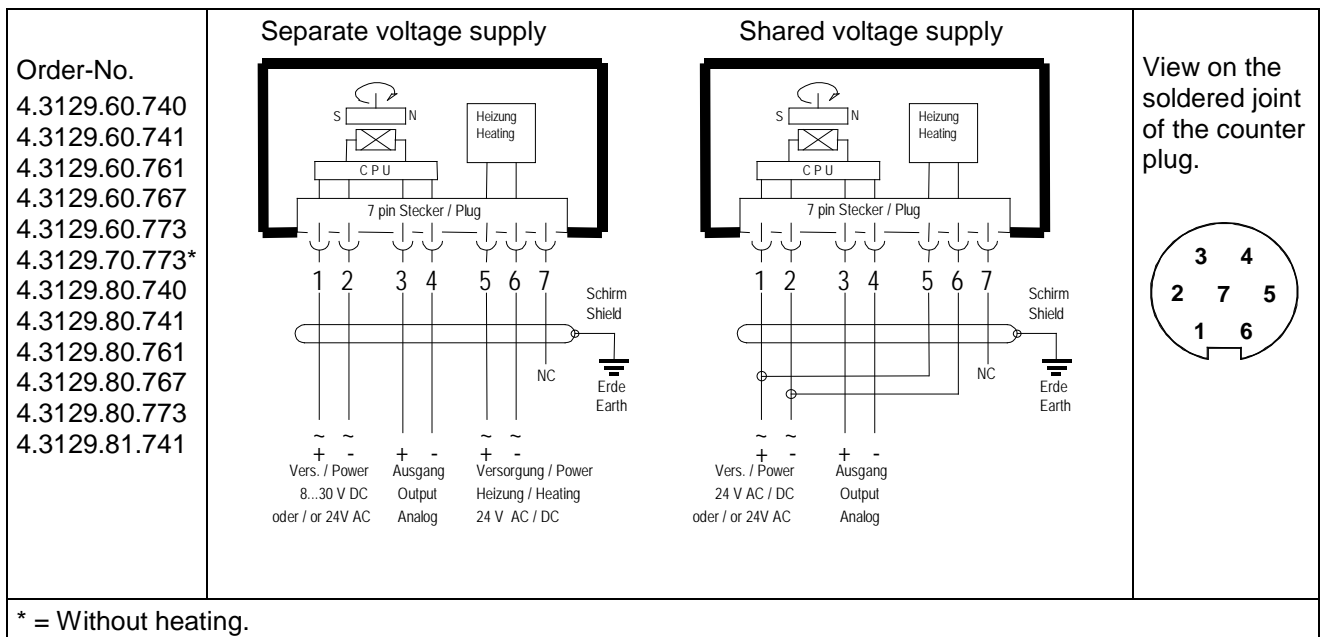 Order-No.
4.3129.60.740
4.3129.60.741
4.3129.60.761
4.3129.60.767
4.3129.60.773
4.3129.70.773*
4.3129.80.740
4.3129.80.741
4.3129.80.761
4.3129.80.767
4.3129.80.773
4.3129.81.741
Separate voltage supply
S N
Heizung
Heating
CPU
7 pin Stecker / Plug
1 2 3 4 5 6 7
Schirm
Shield
NC
Erde
Earth
~ ~ ~ ~
+ - + - + -
Vers. / Power Ausgang Versorgung / Power
8...30 V DC Output Heizung / Heating
oder / or 24V AC Analog 24 V AC / DC
Shared voltage supply
S N
Heizung
Heating
CPU
7 pin Stecker / Plug
1 2 3 4 5 6 7
Schirm
Shield
NC
Erde
Earth
~ ~
+ - + -
Vers. / Power Ausgang
24 V AC / DC Output
oder / or 24V AC Analog
View on the
soldered joint
of the counter
plug.
3 4
2 7 5
1 6
* = Without heating.